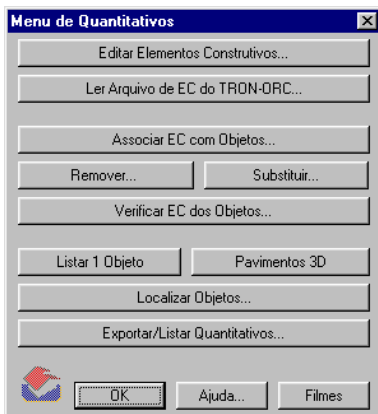 Menu de Quantitativos
Editar Elementos Construtivos...
Ler Arquivo de EC do TRON-ORC...
Associar EC com Objetos...
Remover... Substituir...
Verificar EC dos Objetos...
Listar 1 Objeto Pavimentos 3D
Localizar Objetos...
Exportar/Listar Quantitativos...
OK Ajuda... Filmes